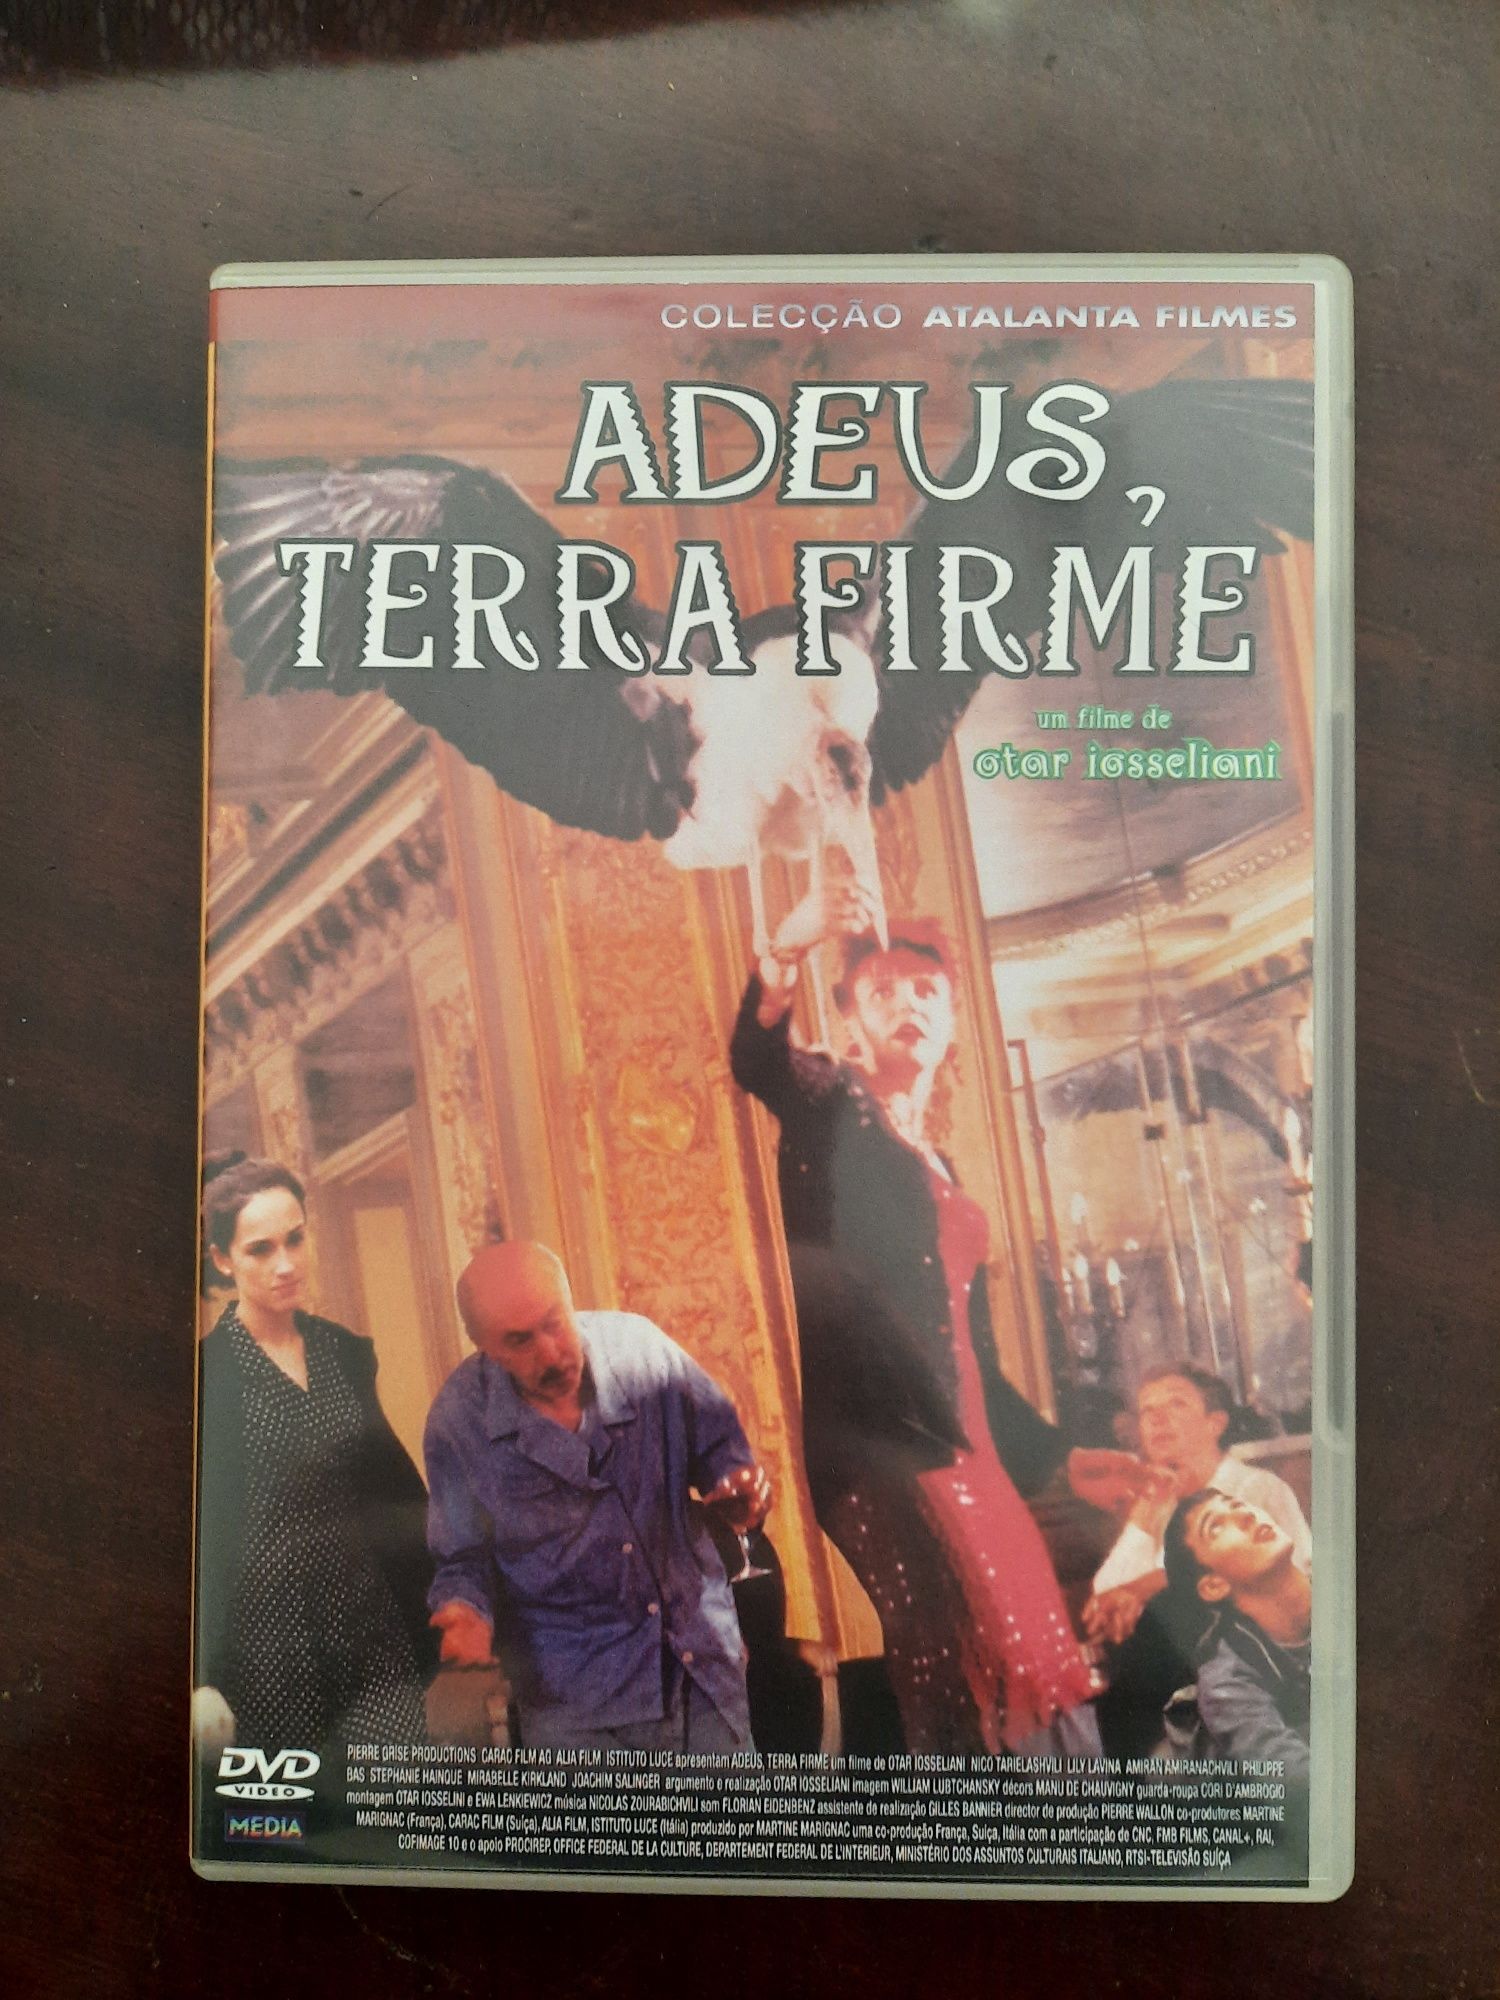 COLECÇÃO ATALANTA FILMES
ADEUS,
TERRA FIRME
um filme de
otar iosseliani
DVD
VIDEO
MEDIA
PIERRE GRISE PRODUCTIONS CARAC FILM AG ALIA FILM ISTITUTO LUCE apresentam ADEUS, TERRA FIRME um filme de OTAR IOSSELIANI NICO TARIELASHVILI LILY LAVINA AMIRAN AMIRANACHVILI PHILIPPE
BAS STEPHANIE HAINQUE MIRABELLE KIRKLAND JOACHIM SALINGER argumento e realização OTAR IOSSELIANI imagem WILLIAM LUBTCHANSKY décors MANU DE CHAUVIGNY guarda-roupa CORI D'AMBROGIO
montagem OTAR IOSSELINI e EWA LENKIEWICZ música NICOLAS ZOURABICHVILI som FLORIAN EIDENBENZ assistente de realização GILLES BANNIER director de produção PIERRE WALLON co-produtores MARTINE
MARIGNAC (França), CARAC FILM (Suíça), ALIA FILM, ISTITUTO LUCE (Itália) produzido por MARTINE MARIGNAC uma co-produção França, Suíça, Itália com a participação de CNC, FMB FILMS, CANAL+, RAI,
COFIMAGE 10 e o apoio PROCIREP, OFFICE FEDERAL DE LA CULTURE, DEPARTEMENT FEDERAL DE L'INTERIEUR, MINISTÉRIO DOS ASSUNTOS CULTURAIS ITALIANO, RTSI-TELEVISÃO SUÍÇA